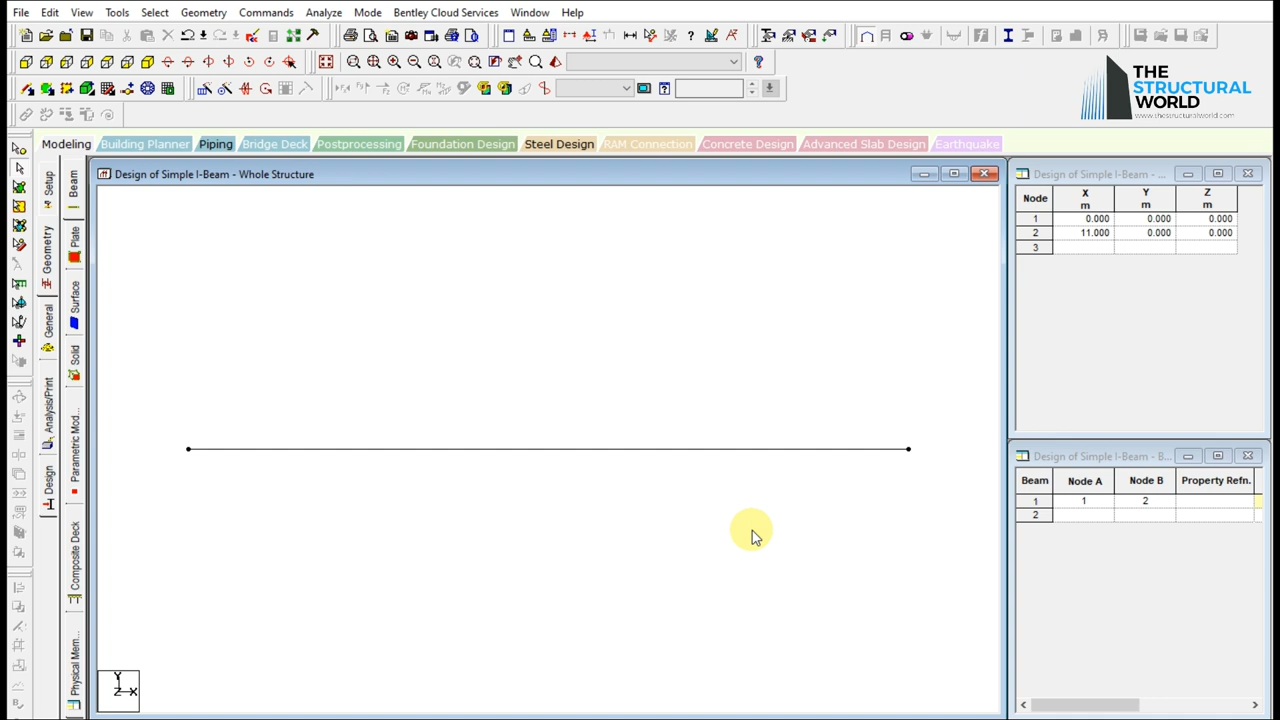 File Edit View Tools Select Geometry Commands Analyze Mode Bentley Cloud Services Window Help
THE
STRUCTURAL
WORLD
www.thestructuralworld.com
Modeling Building Planner Piping Bridge Deck Postprocessing Foundation Design Steel Design RAM Connection Concrete Design Advanced Slab Design Earthquake
Setup
Geometry
General
Analysis/Print
Design
Beam
Plate
Surface
Solid
Parametric Mod...
Composite Deck
Physical Mem...
Design of Simple I-Beam - Whole Structure
Y
Z X
Design of Simple I-Beam - ...
Node X Y Z
m m m
1 0.000 0.000 0.000
2 11.000 0.000 0.000
3
Design of Simple I-Beam - B...
Beam Node A Node B Property Refn.
1 1 2
2